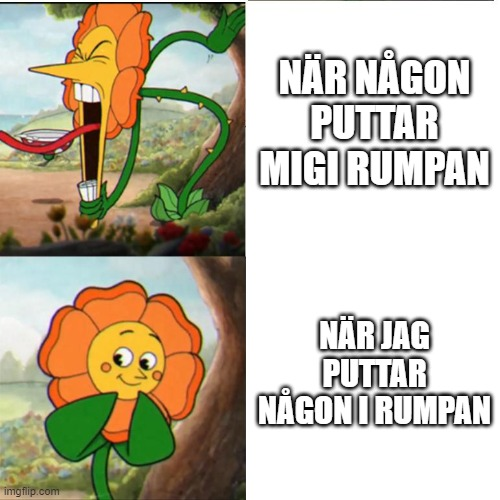 NÄR NÅGON
PUTTAR
MIGI RUMPAN
NÄR JAG
PUTTAR
NÅGON I RUMPAN
imgflip.com